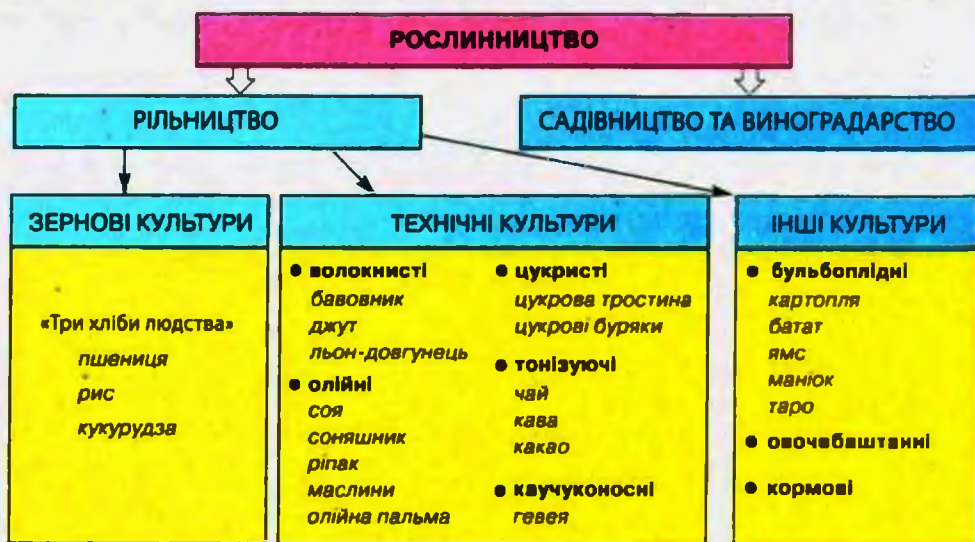 РОСЛИННИЦТВО
РІЛЬНИЦТВО
САДІВНИЦТВО ТА ВИНОГРАДАРСТВО
ЗЕРНОВІ КУЛЬТУРИ
«Три хліби людства»
пшениця
рис
кукурудза
ТЕХНІЧНІ КУЛЬТУРИ
● волокнисті
бавовник
джут
льон-довгунець
● олійні
соя
соняшник
ріпак
маслини
олійна пальма
● цукристі
цукрова тростина
цукрові буряки
● тонізуючі
чай
кава
какао
● каучуконосні
гевея
ІНШІ КУЛЬТУРИ
● бульбоплідні
картопля
батат
ямс
маніок
таро
● овочебаштанні
● кормові